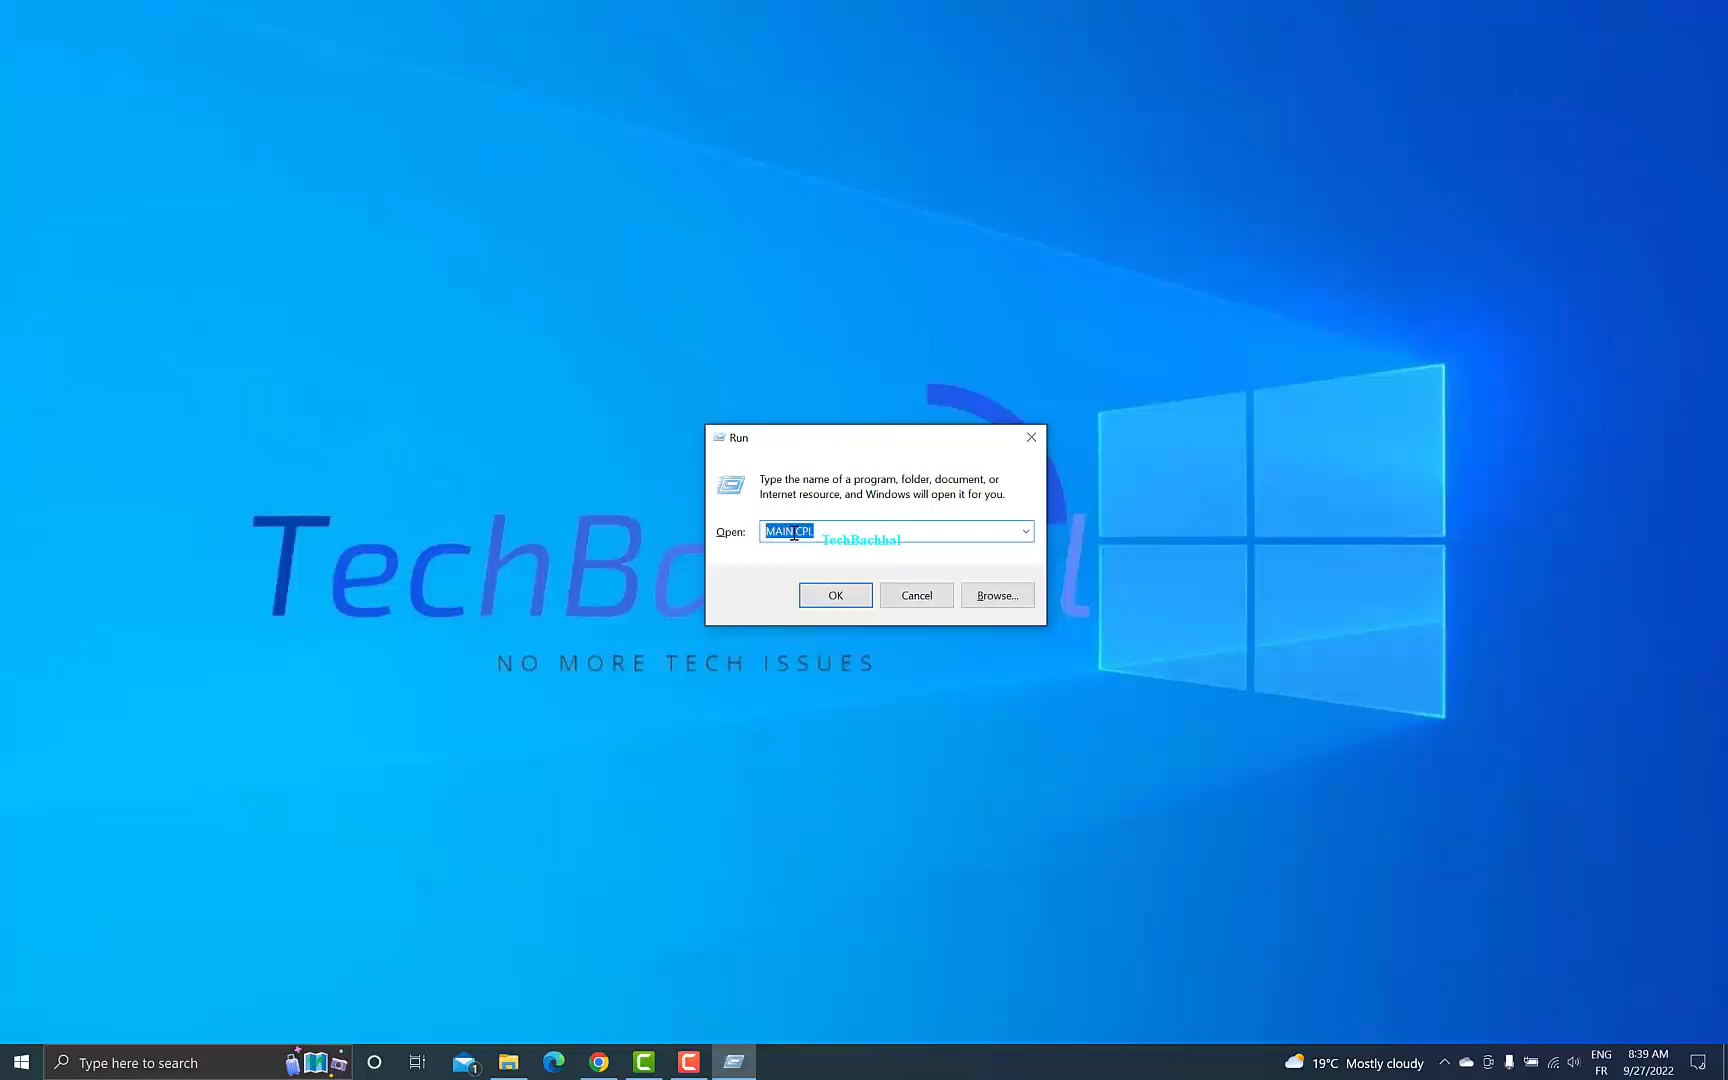 Run
Type the name of a program, folder, document, or
Internet resource, and Windows will open it for you.
Open:
MAIN.CPL
TechBachhal
OK
Cancel
Browse...
TechB
l
NO MORE TECH ISSUES
Type here to search
1
19°C Mostly cloudy
ENG
FR
8:39 AM
9/27/2022